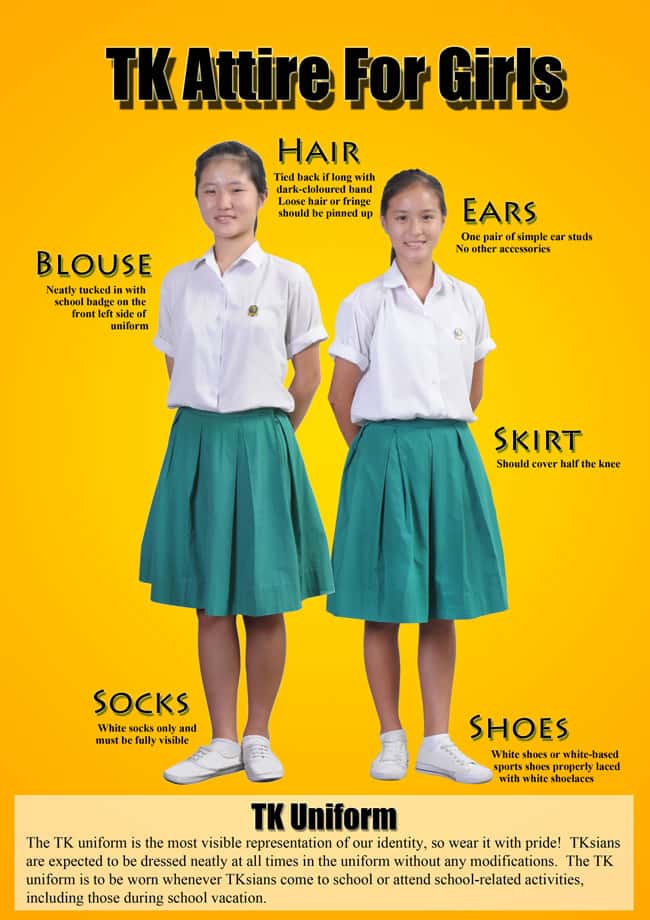 TK Attire For Girls
HAIR
Tied back if long with
dark-cloloured band
Loose hair or fringe
should be pinned up
EARS
One pair of simple ear studs
No other accessories
BLOUSE
Neatly tucked in with
school badge on the
front left side of
uniform
SKIRT
Should cover half the knee
SOCKS
White socks only and
must be fully visible
SHOES
White shoes or white-based
sports shoes properly laced
with white shoelaces
TK Uniform
The TK uniform is the most visible representation of our identity, so wear it with pride!  TKsians
are expected to be dressed neatly at all times in the uniform without any modifications.  The TK
uniform is to be worn whenever TKsians come to school or attend school-related activities,
including those during school vacation.